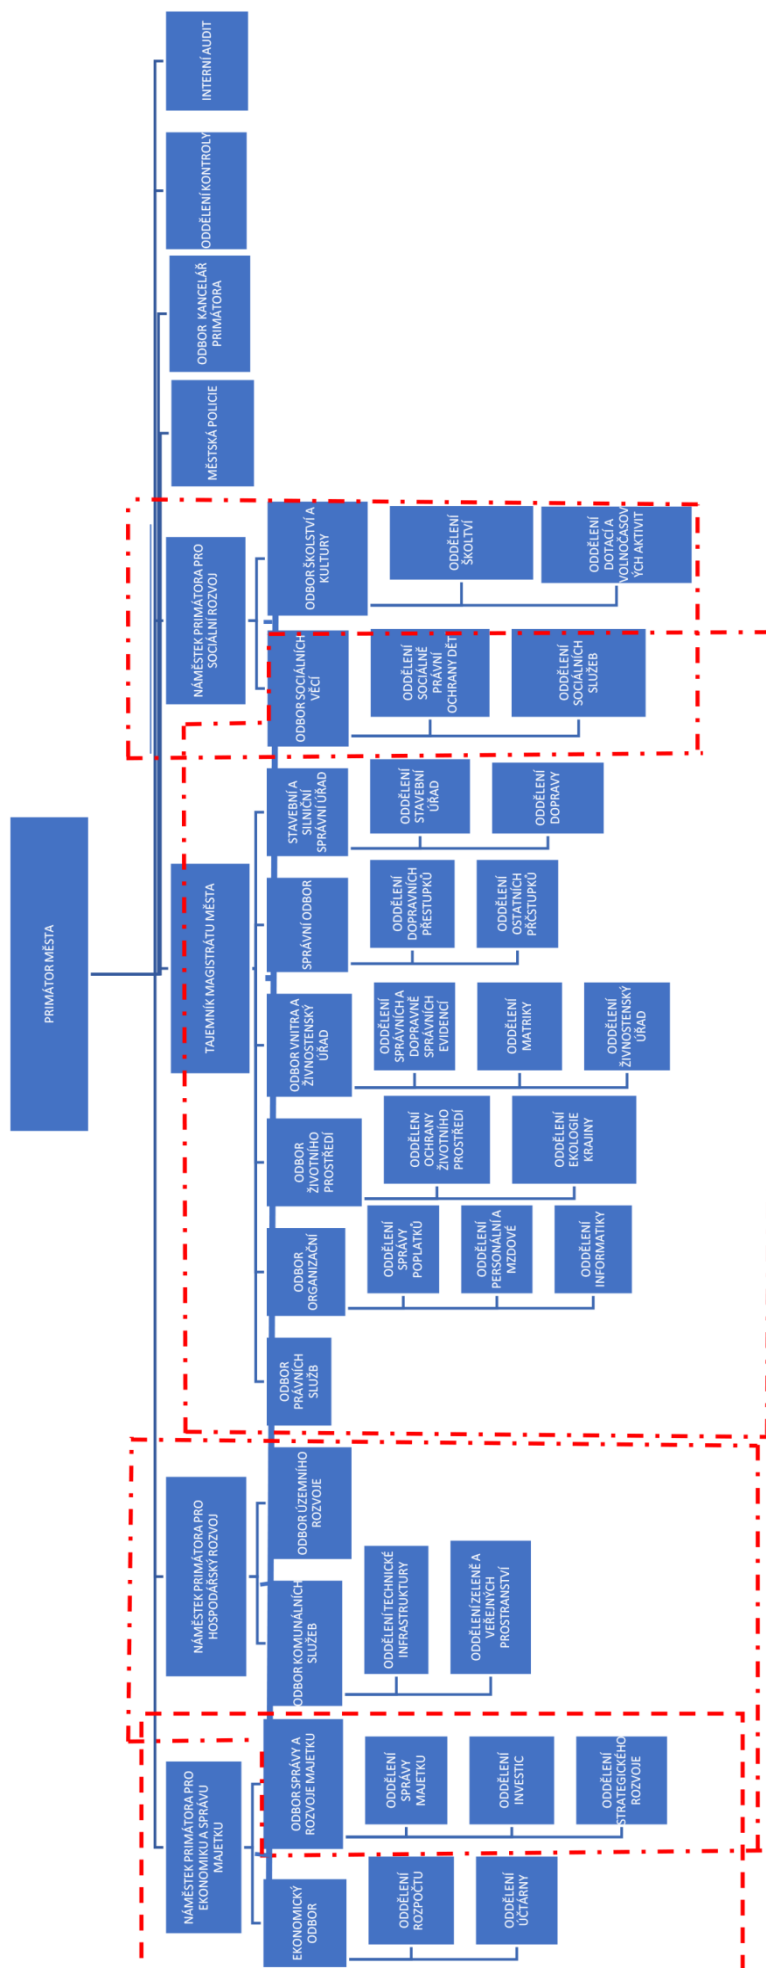 PRIMÁTOR MĚSTA
NÁMĚSTEK PRIMÁTORA PRO
EKONOMIKU A SPRÁVU
MAJETKU
NÁMĚSTEK PRIMÁTORA PRO
HOSPODÁŘSKÝ ROZVOJ
TAJEMNÍK MAGISTRÁTU MĚSTA
NÁMĚSTEK PRIMÁTORA PRO
SOCIÁLNÍ ROZVOJ
MĚSTSKÁ POLICIE
ODBOR KANCELÁŘ
PRIMÁTORA
ODDĚLENÍ KONTROLY
INTERNÍ AUDIT
EKONOMICKÝ
ODBOR
ODDĚLENÍ
ROZPOČTU
ODDĚLENÍ
ÚČTÁRNY
ODBOR SPRÁVY A
ROZVOJE MAJETKU
ODDĚLENÍ
SPRÁVY
MAJETKU
ODDĚLENÍ
INVESTIC
ODDĚLENÍ
STRATEGICKÉHO
ROZVOJE
ODBOR KOMUNÁLNÍCH
SLUŽEB
ODDĚLENÍ TECHNICKÉ
INFRASTRUKTURY
ODDĚLENÍ ZELENĚ A
VEŘEJNÝCH
PROSTRANSTVÍ
ODBOR ÚZEMNÍHO
ROZVOJE
ODBOR
PRÁVNÍCH
SLUŽB
ODBOR
ORGANIZAČNÍ
ODDĚLENÍ
SPRÁVY
POPLATKŮ
ODDĚLENÍ
PERSONÁLNÍ A
MZDOVÉ
ODDĚLENÍ
INFORMATIKY
ODBOR
ŽIVOTNÍHO
PROSTŘEDÍ
ODDĚLENÍ
OCHRANY
ŽIVOTNÍHO
PROSTŘEDÍ
ODDĚLENÍ
EKOLOGIE
KRAJINY
ODBOR VNITRA A
ŽIVNOSTENSKÝ
ÚŘAD
ODDĚLENÍ
SPRÁVNÍCH A
DOPRAVNĚ
SPRÁVNÍCH
EVIDENCÍ
ODDĚLENÍ
MATRIKY
ODDĚLENÍ
ŽIVNOSTENSKÝ
ÚŘAD
SPRÁVNÍ ODBOR
ODDĚLENÍ
DOPRAVNÍCH
PŘESTUPKŮ
ODDĚLENÍ
OSTATNÍCH
PŘČSTUPKŮ
STAVEBNÍ A
SILNIČNÍ
SPRÁVNÍ ÚŘAD
ODDĚLENÍ
STAVEBNÍ
ÚŘAD
ODDĚLENÍ
DOPRAVY
ODBOR SOCIÁLNÍCH
VĚCÍ
ODDĚLENÍ
SOCIÁLNĚ
PRÁVNÍ
OCHRANY DĚTÍ
ODDĚLENÍ
SOCIÁLNÍCH
SLUŽEB
ODBOR ŠKOLSTVÍ A
KULTURY
ODDĚLENÍ
ŠKOLTVÍ
ODDĚLENÍ
DOTACÍ A
VOLNOČASOV
ÝCH AKTIVIT